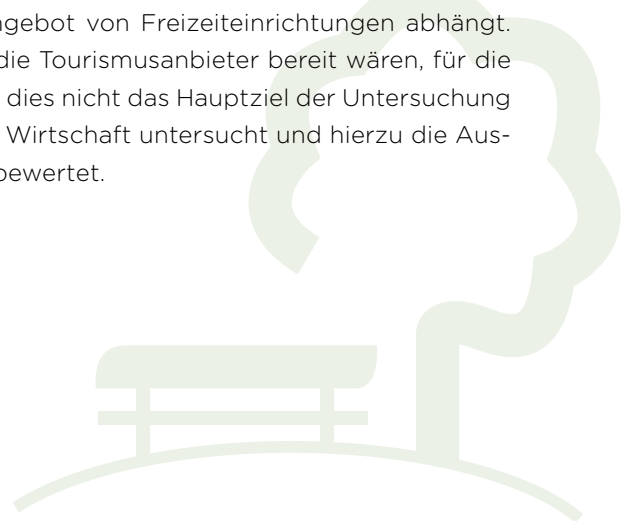 ngebot von Freizeiteinrichtungen abhängt.
die Tourismusanbieter bereit wären, für die
dies nicht das Hauptziel der Untersuchung
Wirtschaft untersucht und hierzu die Aus-
bewertet.